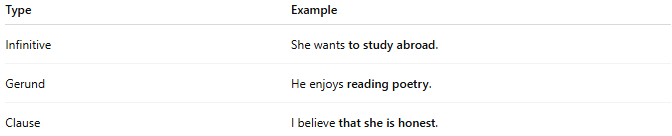 Type Example
Infinitive She wants to study abroad.
Gerund He enjoys reading poetry.
Clause I believe that she is honest.